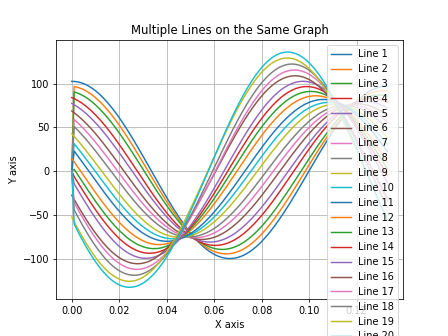 Multiple Lines on the Same Graph
Y axis
100
50
0
−50
−100
0.00
0.02
0.04
0.06
0.08
0.10
0.12
X axis
Line 1
Line 2
Line 3
Line 4
Line 5
Line 6
Line 7
Line 8
Line 9
Line 10
Line 11
Line 12
Line 13
Line 14
Line 15
Line 16
Line 17
Line 18
Line 19
Line 20